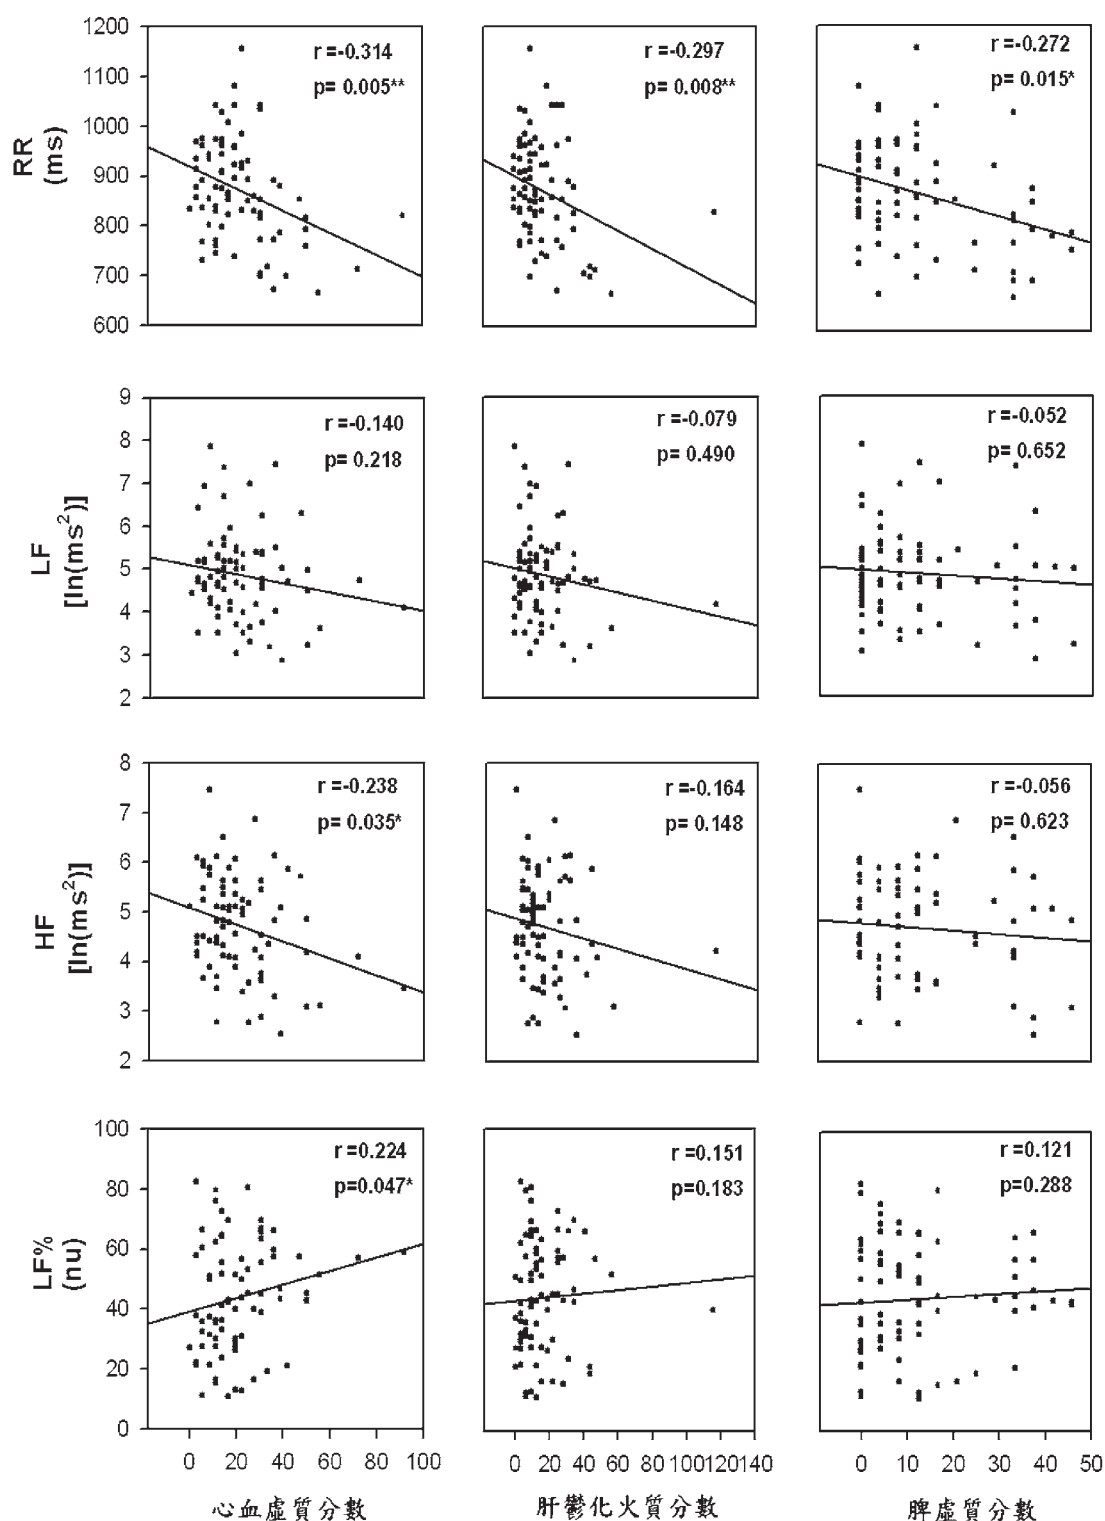 RR
(ms)
1200
1100
1000
900
800
700
600
r =-0.314
p= 0.005**
r =-0.297
p= 0.008**
r =-0.272
p= 0.015*
LF
[ln(ms²)]
9
8
7
6
5
4
3
2
r =-0.140
p= 0.218
r =-0.079
p= 0.490
r =-0.052
p= 0.652
HF
[ln(ms²)]
8
7
6
5
4
3
2
r =-0.238
p= 0.035*
r =-0.164
p= 0.148
r =-0.056
p= 0.623
LF%
(nu)
100
80
60
40
20
0
r =0.224
p=0.047*
r =0.151
p=0.183
r =0.121
p=0.288
0 20 40 60 80 100
0 20 40 60 80 100120140
0 10 20 30 40 50
心血虛質分數
肝鬱化火質分數
脾虛質分數